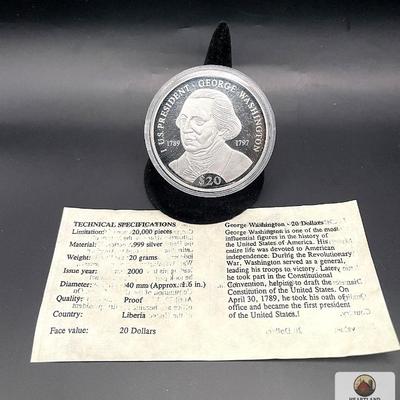 1. U.S. PRESIDENT · GEORGE WASHINGTON
1789 1797
$20
TECHNICAL SPECIFICATIONS
Limitation: 20,000 pieces
Material: .999 silver
Weight: 20 grams
Issue year: 2000
Diameter: 40 mm (Approx. 1.6 in.)
Quality: Proof
Country: Liberia
Face value: 20 Dollars
George Washington - 20 Dollars
George Washington is one of the most
influential figures in the history of
the United States of America. His
entire life was devoted to American
independence. During the Revolutionary
War, Washington served as a general,
leading his troops to victory. Later,
he took part in the Constitutional
Convention, helping to draft the
Constitution of the United States. On
April 30, 1789, he took his oath of
office and became the first president
of the United States.
HEARTLAND